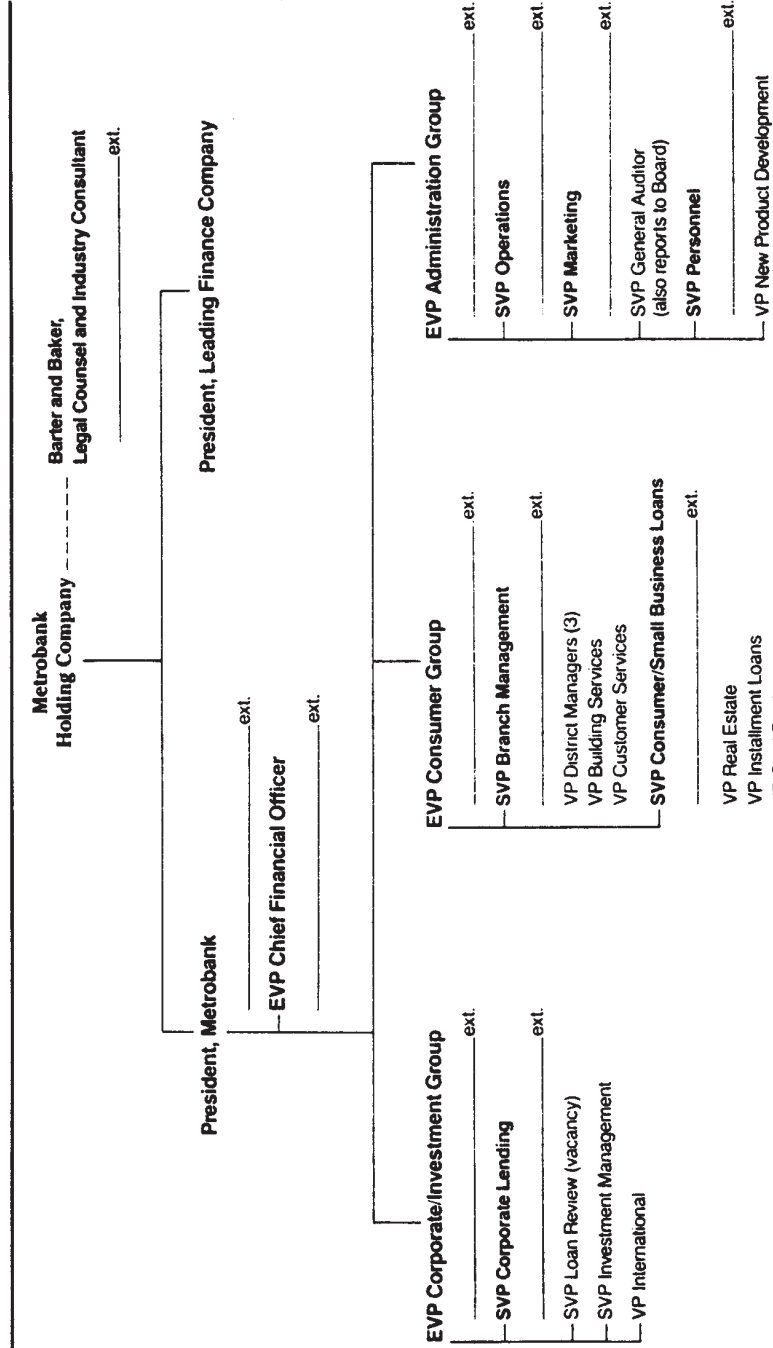 Metrobank
Holding Company
Barter and Baker,
Legal Counsel and Industry Consultant
ext.
President, Metrobank
ext.
EVP Chief Financial Officer
ext.
President, Leading Finance Company
EVP Corporate/Investment Group
ext.
SVP Corporate Lending
ext.
SVP Loan Review (vacancy)
SVP Investment Management
VP International
EVP Consumer Group
ext.
SVP Branch Management
ext.
VP District Managers (3)
VP Building Services
VP Customer Services
SVP Consumer/Small Business Loans
ext.
VP Real Estate
VP Installment Loans
EVP Administration Group
ext.
SVP Operations
ext.
SVP Marketing
ext.
SVP General Auditor
(also reports to Board)
SVP Personnel
ext.
VP New Product Development